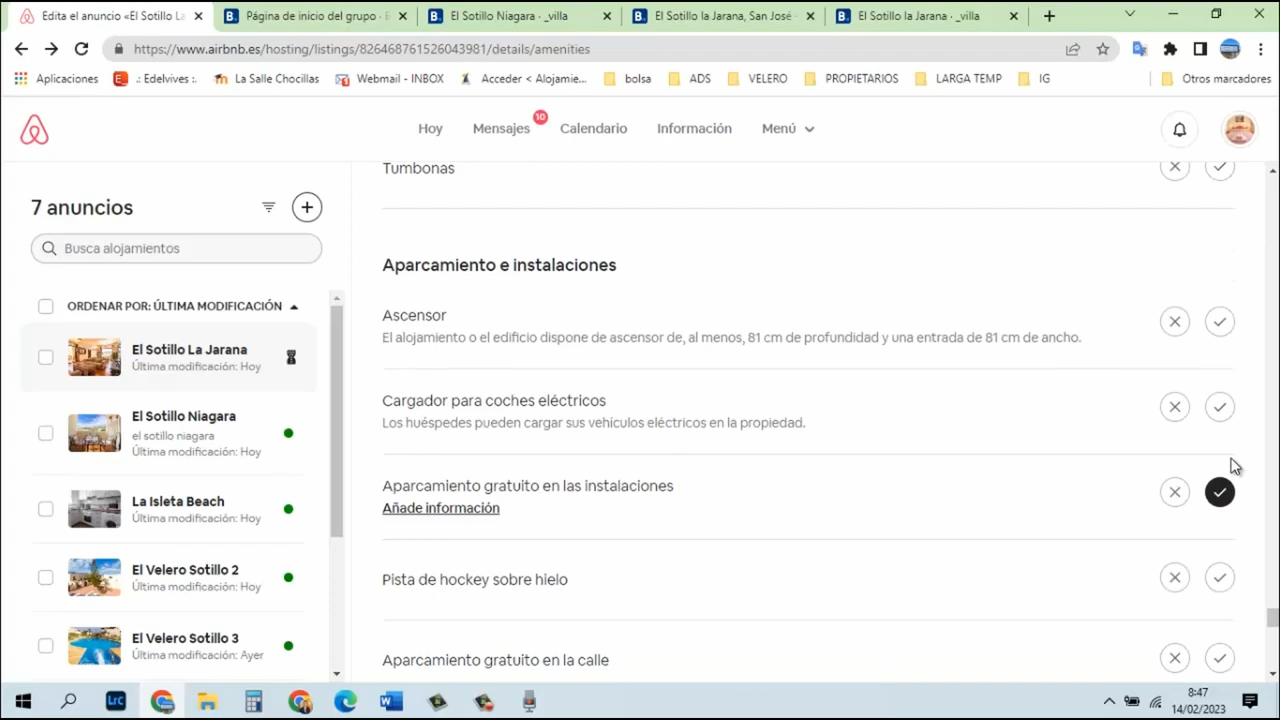 Edita el anuncio «El Sotillo La
Página de inicio del grupo ·
El Sotillo Niagara · _villa
El Sotillo la Jarana, San José
El Sotillo la Jarana · _villa
https://www.airbnb.es/hosting/listings/826468761526043981/details/amenities
Aplicaciones
.: Edelvives :.
La Salle Chocillas
Webmail - INBOX
Acceder < Alojamie...
bolsa
ADS
VELERO
PROPIETARIOS
LARGA TEMP
IG
Otros marcadores
Hoy
Mensajes
10
Calendario
Información
Menú
7 anuncios
Busca alojamientos
ORDENAR POR: ÚLTIMA MODIFICACIÓN
El Sotillo La Jarana
Última modificación: Hoy
El Sotillo Niagara
el sotillo niagara
Última modificación: Hoy
La Isleta Beach
Última modificación: Hoy
El Velero Sotillo 2
Última modificación: Hoy
El Velero Sotillo 3
Última modificación: Ayer
Tumbonas
Aparcamiento e instalaciones
Ascensor
El alojamiento o el edificio dispone de ascensor de, al menos, 81 cm de profundidad y una entrada de 81 cm de ancho.
Cargador para coches eléctricos
Los huéspedes pueden cargar sus vehículos eléctricos en la propiedad.
Aparcamiento gratuito en las instalaciones
Añade información
Pista de hockey sobre hielo
Aparcamiento gratuito en la calle
Lrc
8:47
14/02/2023